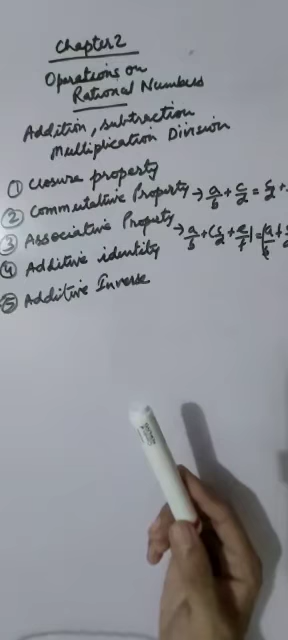 Chapter 2
Operations on
Rational Numbers
Addition, subtraction
Multiplication Division
① Closure property
② Commutative Property → a/b + c/d = c/d +
③ Associative Property → a/b + (c/d + e/f) = (a/b +
④ Additive identity
⑤ Additive Inverse